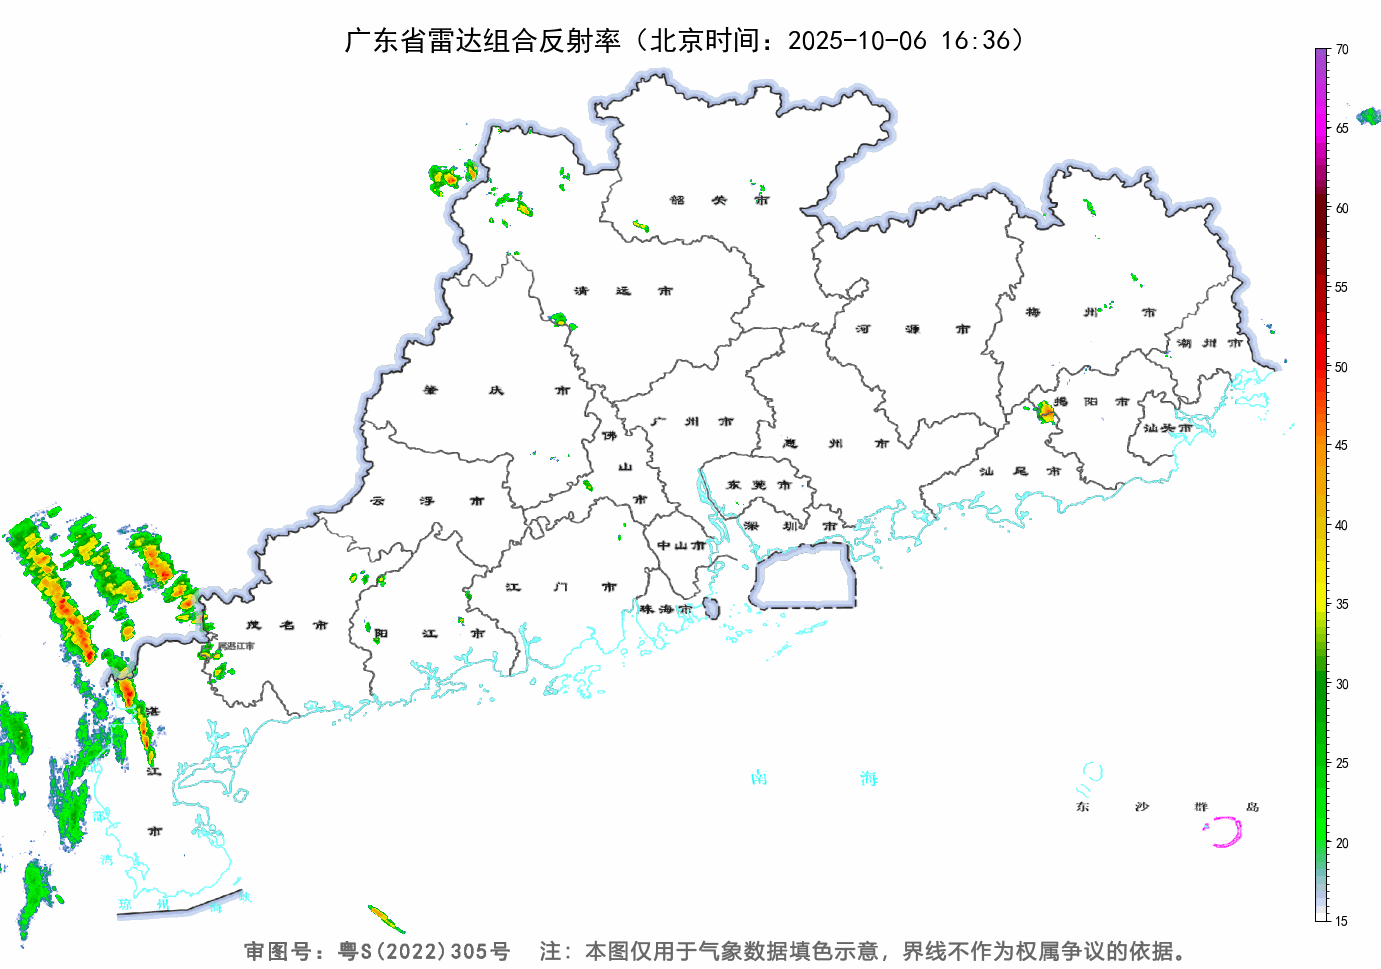 广东省雷达组合反射率（北京时间：2025-10-06 16:36）
70
65
60
55
50
45
40
35
30
25
20
15
韶关市
清远市
梅州市
河源市
潮州市
肇庆市
揭阳市
广州市
佛山市
惠州市
汕头市
汕尾市
云浮市
东莞市
深圳市
中山市
江门市
珠海市
茂名市
阳江市
属湛江市
湛江市
南海
东沙群岛
部湾
琼州海峡
审图号：粤S(2022)305号 注：本图仅用于气象数据填色示意，界线不作为权属争议的依据。